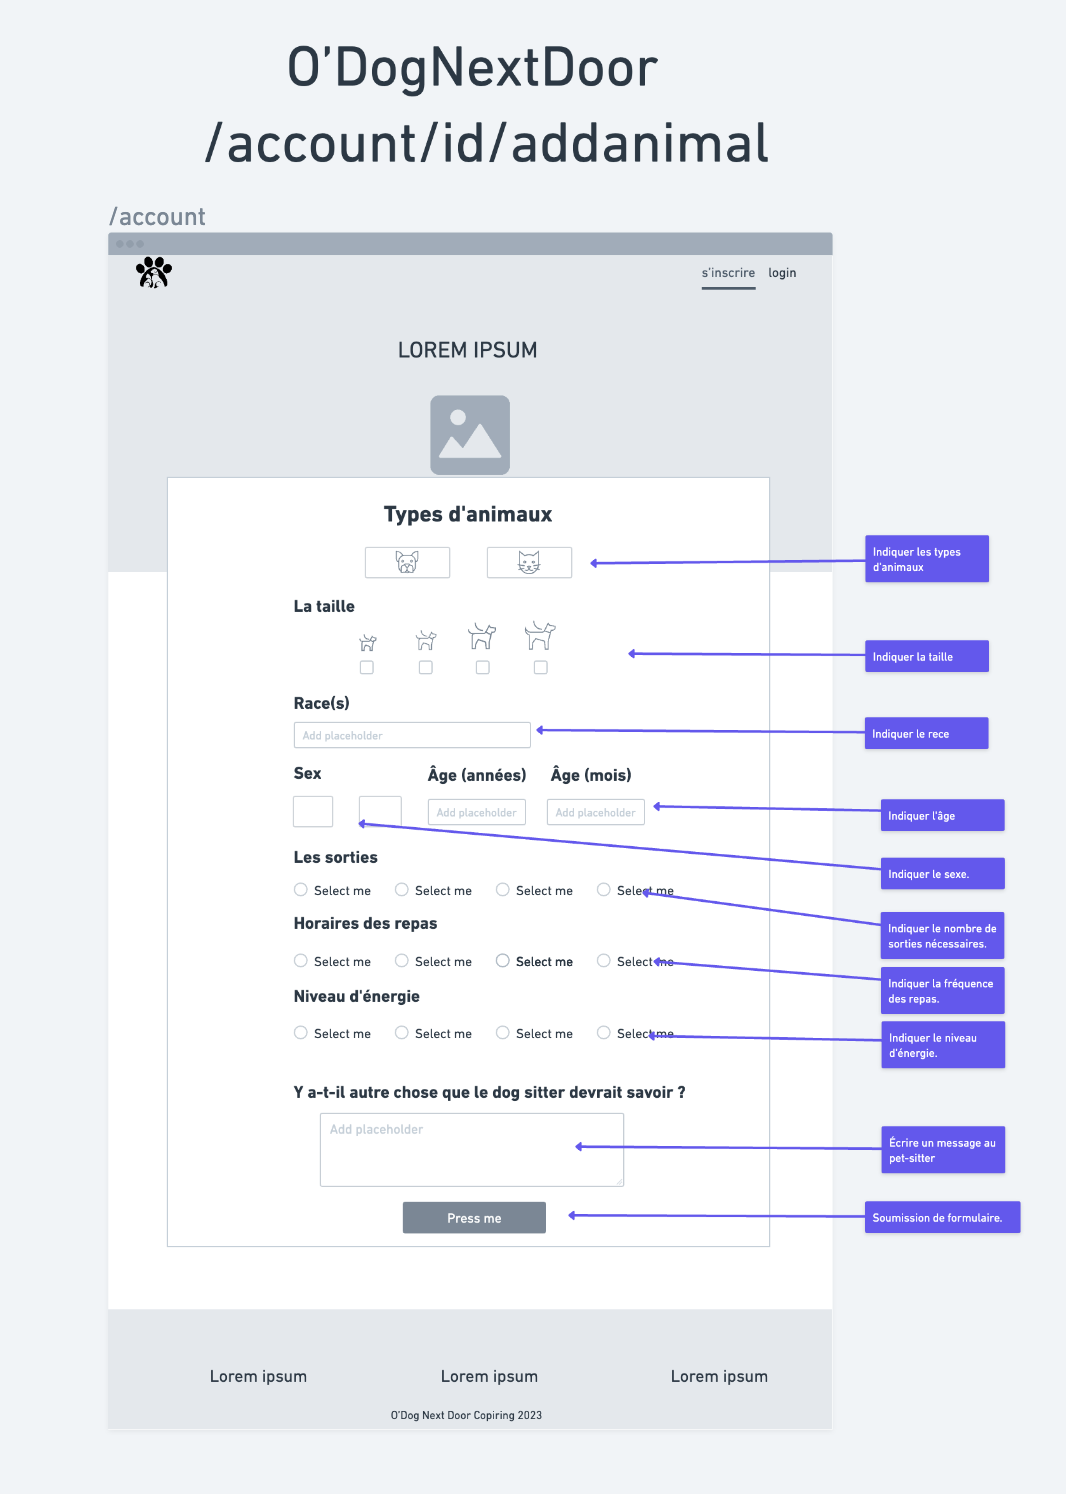 O'DogNextDoor
/account/id/addanimal
/account
s'inscrire login
LOREM IPSUM
Types d'animaux
Indiquer les types
d'animaux
La taille
Indiquer la taille
Race(s)
Add placeholder
Indiquer le rece
Sex Âge (années) Âge (mois)
Add placeholder Add placeholder
Indiquer l'âge
Indiquer le sexe.
Les sorties
Select me Select me Select me Select me
Indiquer le nombre de
sorties nécessaires.
Horaires des repas
Select me Select me Select me Select me
Indiquer la fréquence
des repas.
Niveau d'énergie
Select me Select me Select me Select me
Indiquer le niveau
d'énergie.
Y a-t-il autre chose que le dog sitter devrait savoir ?
Add placeholder
Écrire un message au
pet-sitter
Press me
Soumission de formulaire.
Lorem ipsum Lorem ipsum Lorem ipsum
O'Dog Next Door Copiring 2023